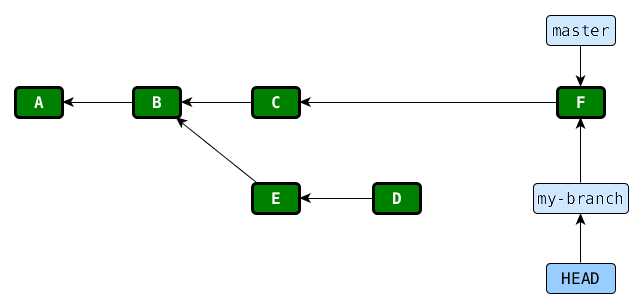 master
A B C F
E D
my-branch
HEAD